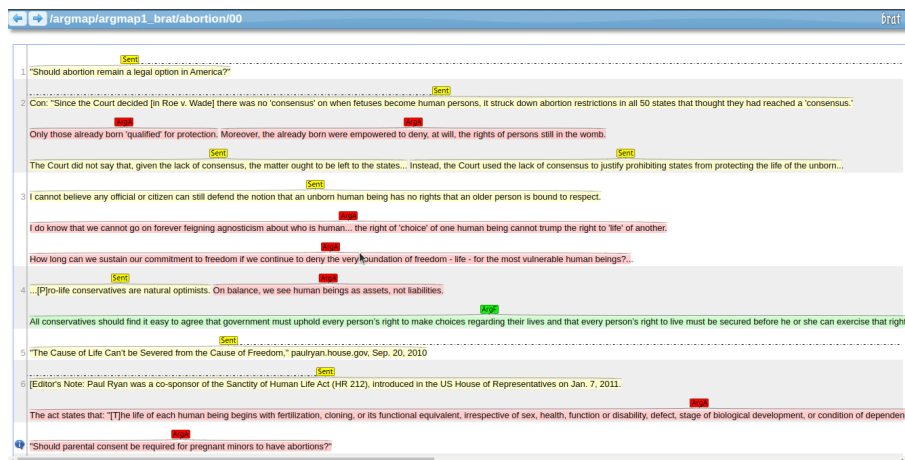 /argmap/argmap1_brat/abortion/00 brat
Sent
1 "Should abortion remain a legal option in America?"
Sent
2 Con: "Since the Court decided [in Roe v. Wade] there was no 'consensus' on when fetuses become human persons, it struck down abortion restrictions in all 50 states that thought they had reached a 'consensus.'
ArgA ArgA
Only those already born 'qualified' for protection. Moreover, the already born were empowered to deny, at will, the rights of persons still in the womb.
Sent Sent
The Court did not say that, given the lack of consensus, the matter ought to be left to the states... Instead, the Court used the lack of consensus to justify prohibiting states from protecting the life of the unborn...
Sent
3 I cannot believe any official or citizen can still defend the notion that an unborn human being has no rights that an older person is bound to respect.
ArgA
I do know that we cannot go on forever feigning agnosticism about who is human... the right of 'choice' of one human being cannot trump the right to 'life' of another.
ArgA
How long can we sustain our commitment to freedom if we continue to deny the very foundation of freedom - life - for the most vulnerable human beings?...
Sent ArgA
4 ...[P]ro-life conservatives are natural optimists. On balance, we see human beings as assets, not liabilities.
ArgF
All conservatives should find it easy to agree that government must uphold every person's right to make choices regarding their lives and that every person's right to live must be secured before he or she can exercise that right
Sent
5 "The Cause of Life Can't be Severed from the Cause of Freedom," paulryan.house.gov, Sep. 20, 2010
Sent
6 [Editor's Note: Paul Ryan was a co-sponsor of the Sanctity of Human Life Act (HR 212), introduced in the US House of Representatives on Jan. 7, 2011.
ArgA
The act states that: "[T]he life of each human being begins with fertilization, cloning, or its functional equivalent, irrespective of sex, health, function or disability, defect, stage of biological development, or condition of dependen
ArgA
"Should parental consent be required for pregnant minors to have abortions?"